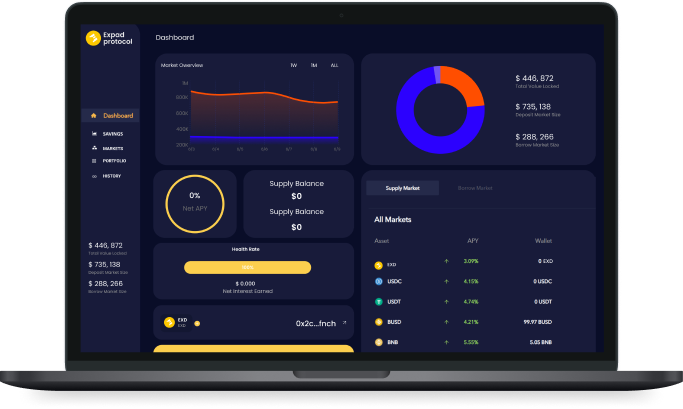 Expad
protocol
Dashboard
Dashboard
SAVINGS
MARKETS
PORTFOLIO
HISTORY
$ 446, 872
Total Value Locked
$ 735, 138
Deposit Market Size
$ 288, 266
Borrow Market Size
Market Overview
1W 1M ALL
1M
800K
600K
400K
200K
$ 446, 872
Total Value Locked
$ 735, 138
Deposit Market Size
$ 288, 266
Borrow Market Size
0%
Net APY
Supply Balance
$0
Supply Balance
$0
Health Rate
$ 0.000
Net Interest Earned
EXD
EXD
0x2c...fnch
Supply Market Borrow Market
All Markets
Asset APY Wallet
EXD 3.09% 0 EXD
USDC 4.15% 0 USDC
USDT 4.74% 0 USDT
BUSD 4.21% 99.97 BUSD
BNB 5.55% 5.05 BNB